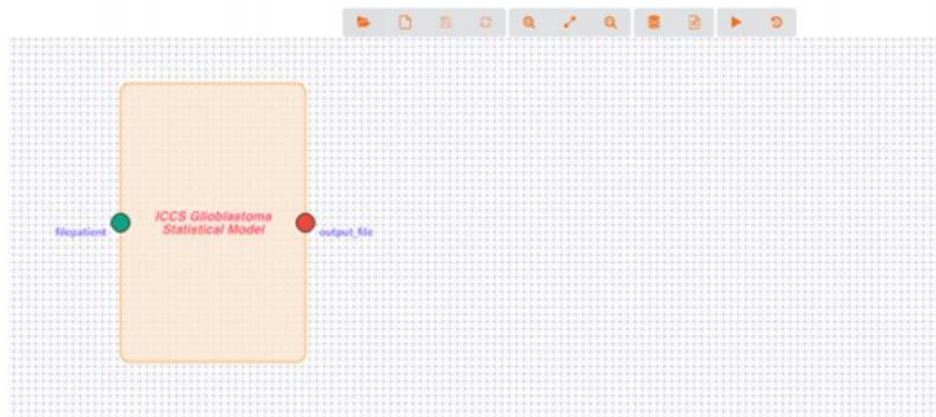 ICCS Glioblastoma
Statistical Model
filepatient
output_file